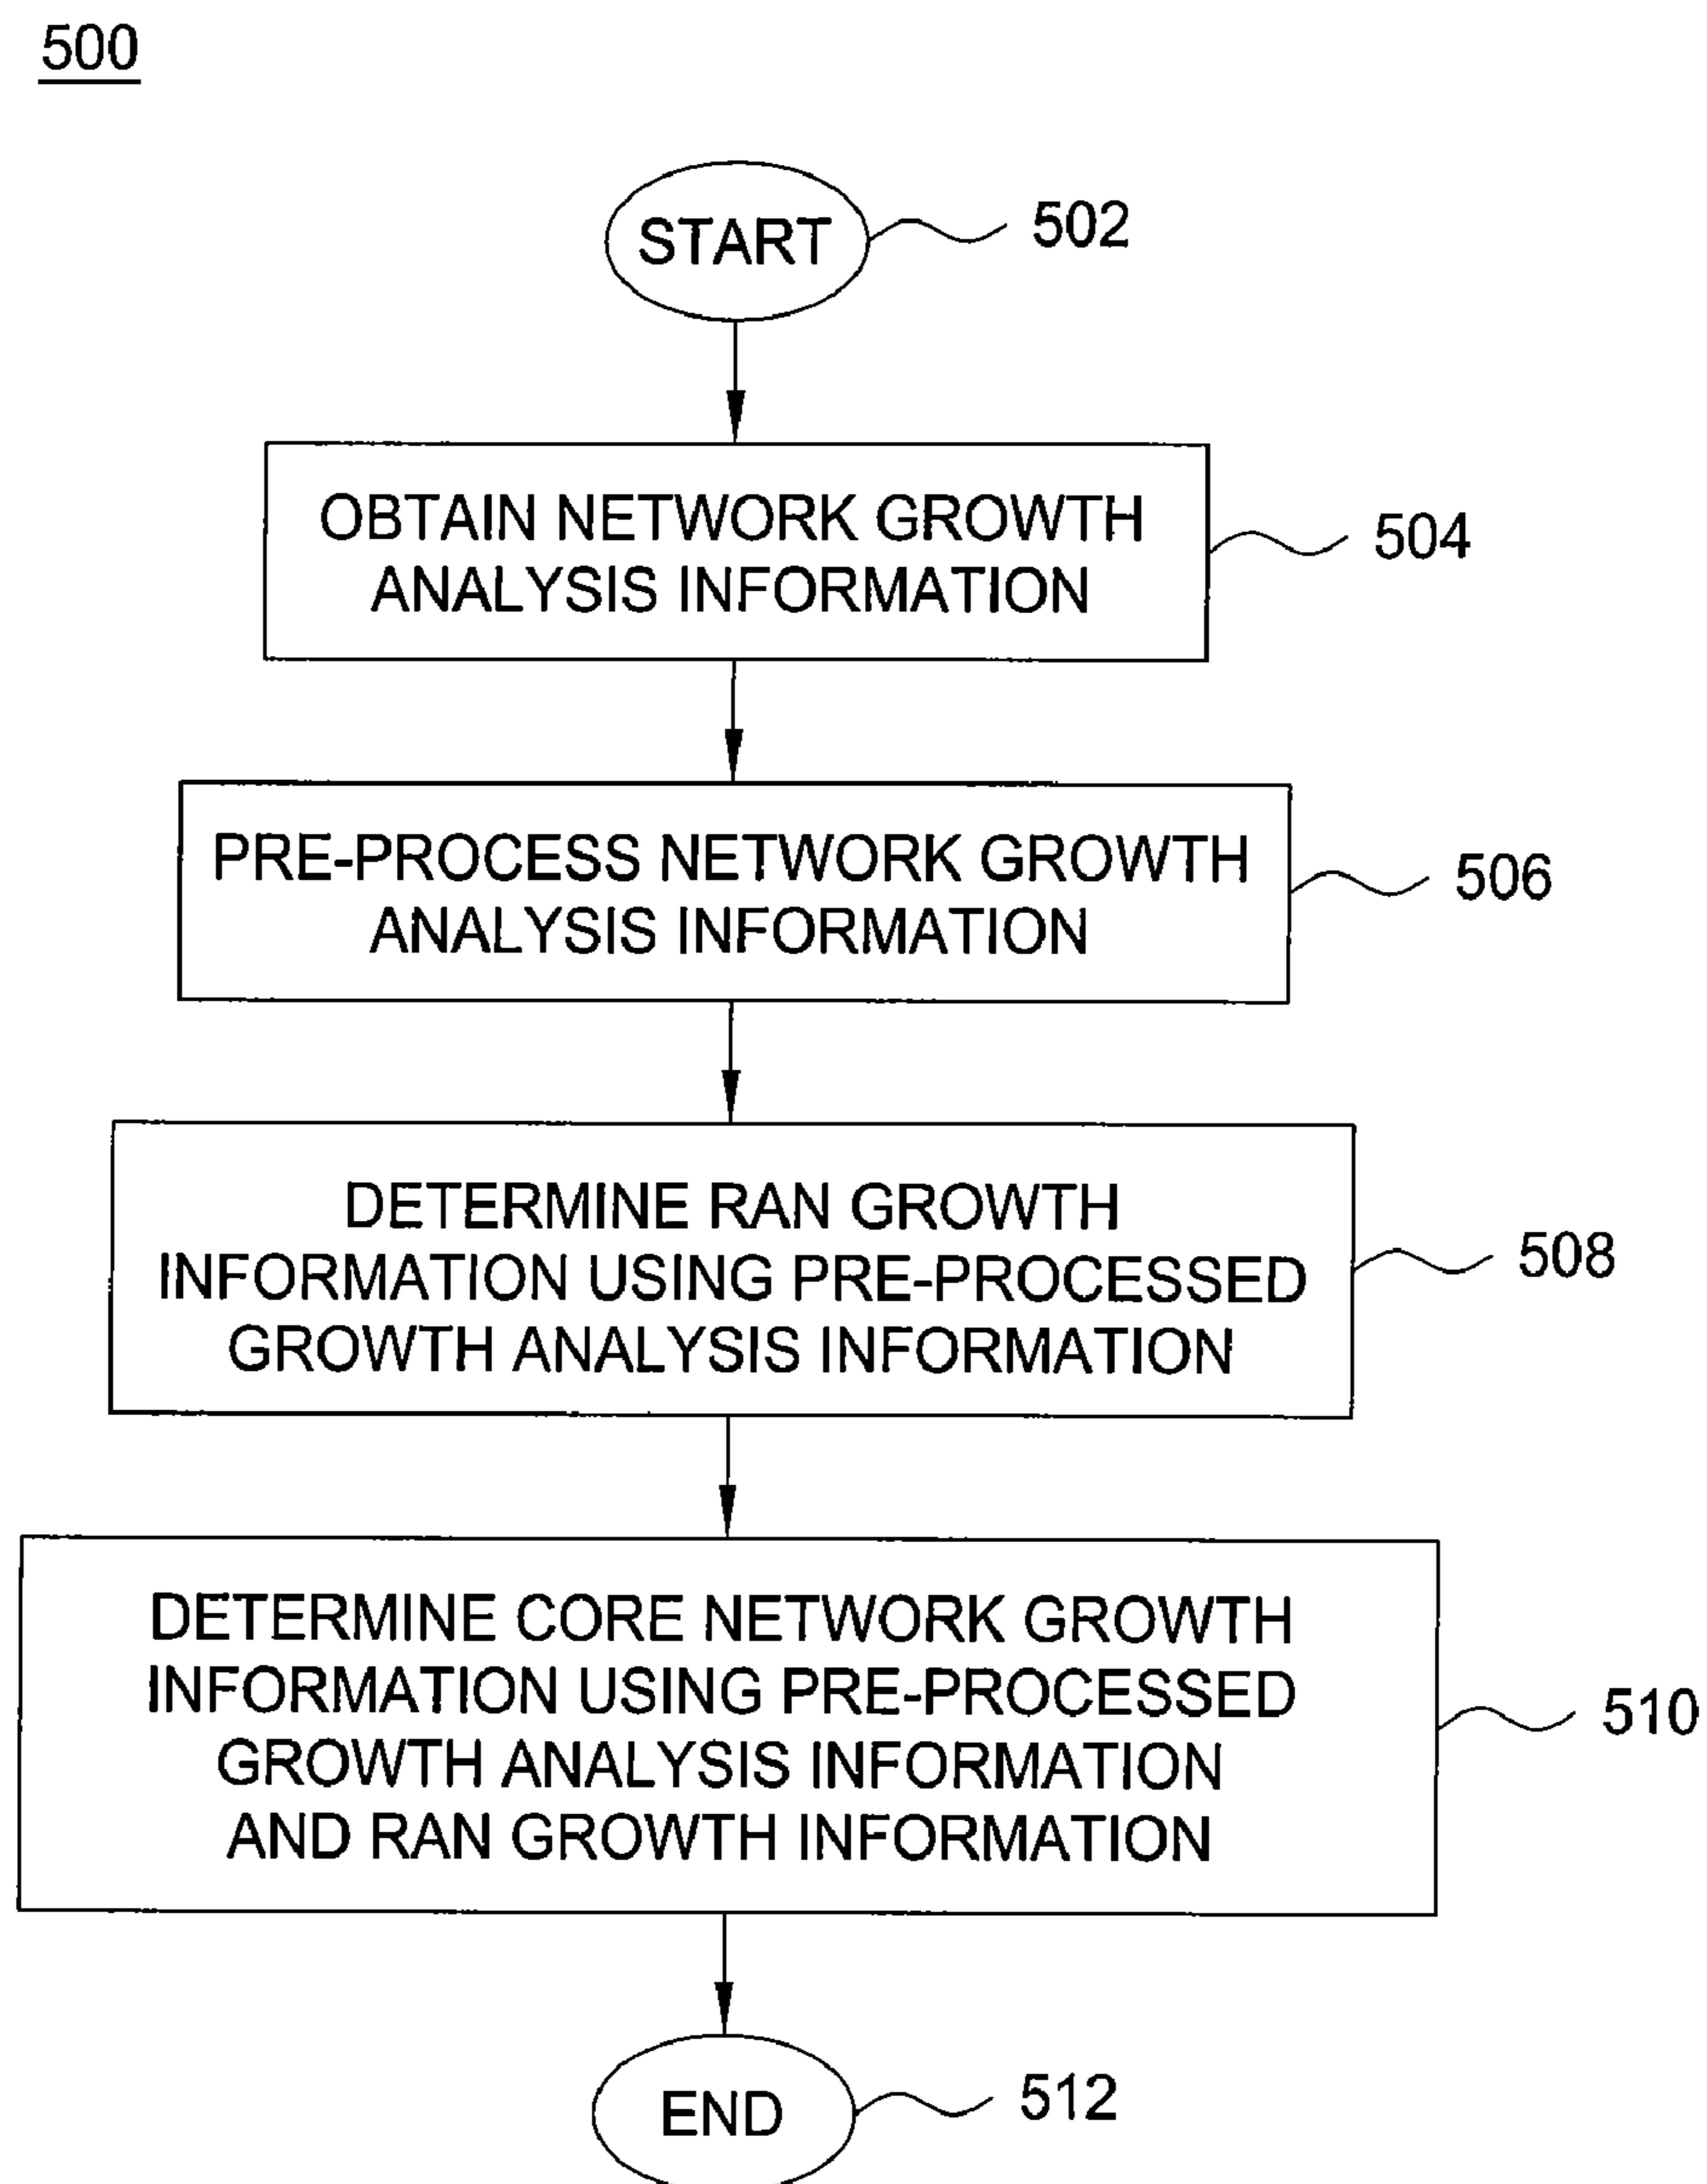 500
START
502
OBTAIN NETWORK GROWTH
ANALYSIS INFORMATION
504
PRE-PROCESS NETWORK GROWTH
ANALYSIS INFORMATION
506
DETERMINE RAN GROWTH
INFORMATION USING PRE-PROCESSED
GROWTH ANALYSIS INFORMATION
508
DETERMINE CORE NETWORK GROWTH
INFORMATION USING PRE-PROCESSED
GROWTH ANALYSIS INFORMATION
AND RAN GROWTH INFORMATION
510
END
512